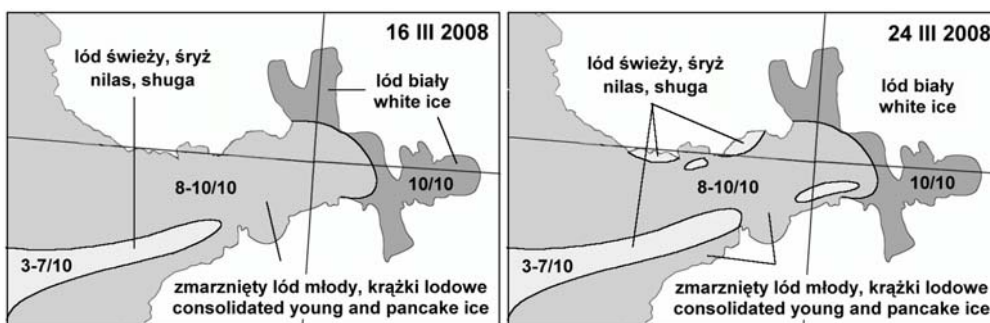 16 III 2008
lód świeży, śryż
nilas, shuga
lód biały
white ice
8-10/10
10/10
3-7/10
zmarznięty lód młody, krążki lodowe
consolidated young and pancake ice
24 III 2008
lód świeży, śryż
nilas, shuga
lód biały
white ice
8-10/10
10/10
3-7/10
zmarznięty lód młody, krążki lodowe
consolidated young and pancake ice